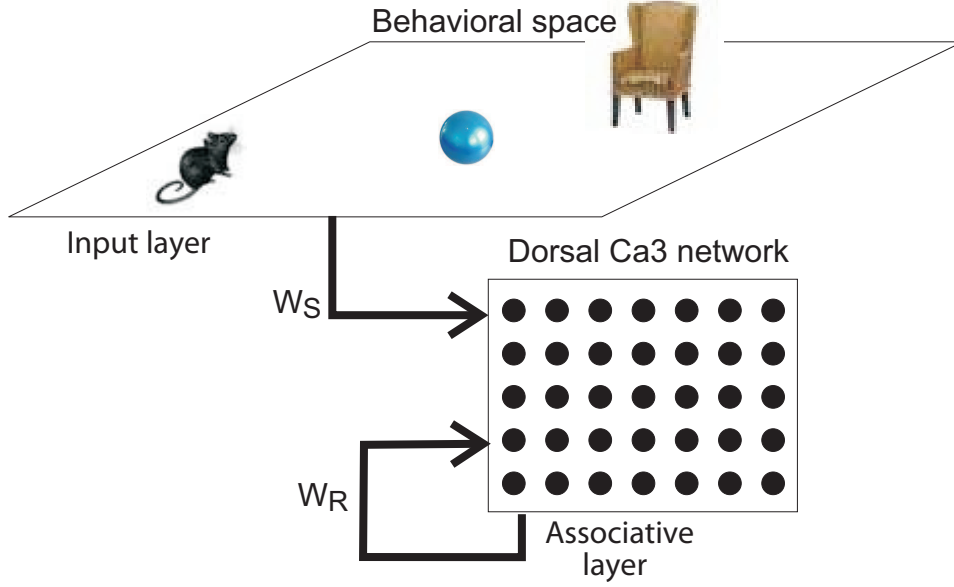 Behavioral space
Input layer
Dorsal Ca3 network
WS
WR
Associative
layer